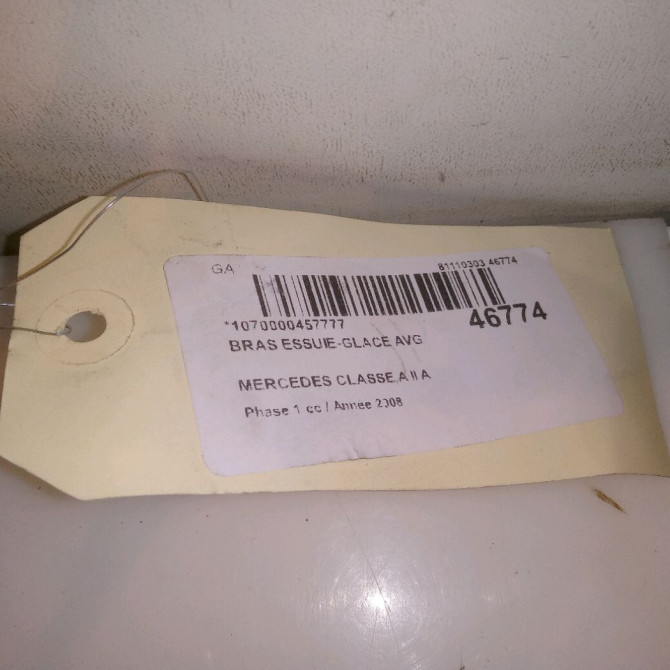 GA 81110303 46774
*1070000457777 46774
BRAS ESSUIE-GLACE AVG
MERCEDES CLASSE A II A
Phase 1 cc / Annee 2008